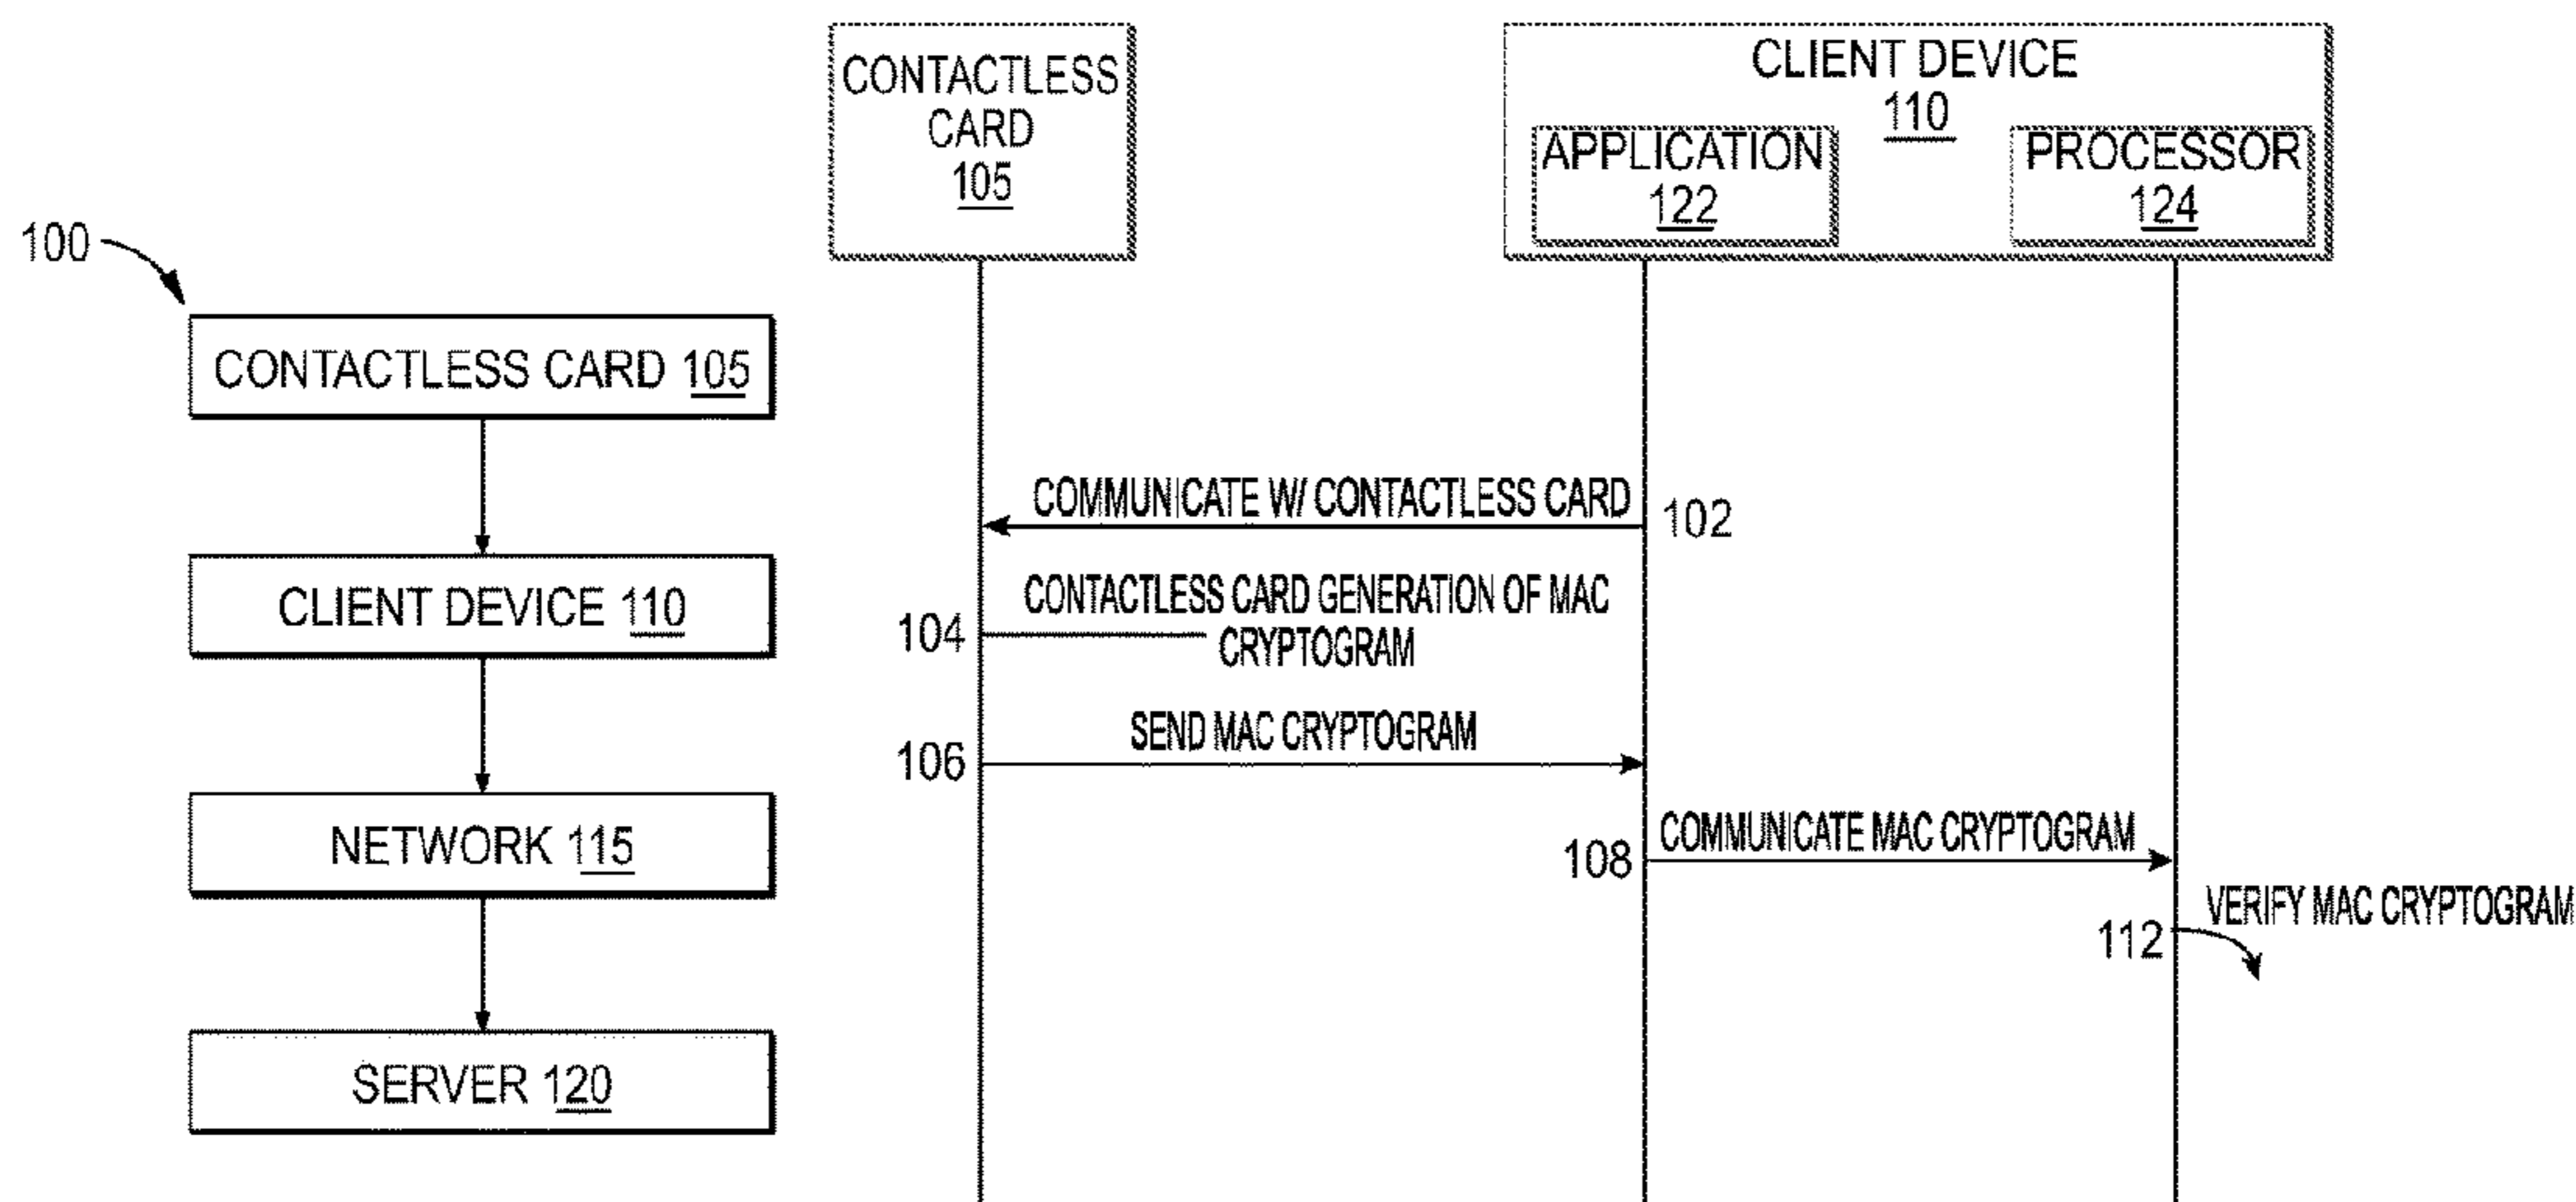 100
CONTACTLESS CARD 105
CLIENT DEVICE 110
NETWORK 115
SERVER 120
CONTACTLESS
CARD
105
CLIENT DEVICE
110
APPLICATION
122
PROCESSOR
124
COMMUNICATE W/ CONTACTLESS CARD
102
CONTACTLESS CARD GENERATION OF MAC
104
CRYPTOGRAM
SEND MAC CRYPTOGRAM
106
COMMUNICATE MAC CRYPTOGRAM
108
VERIFY MAC CRYPTOGRAM
112